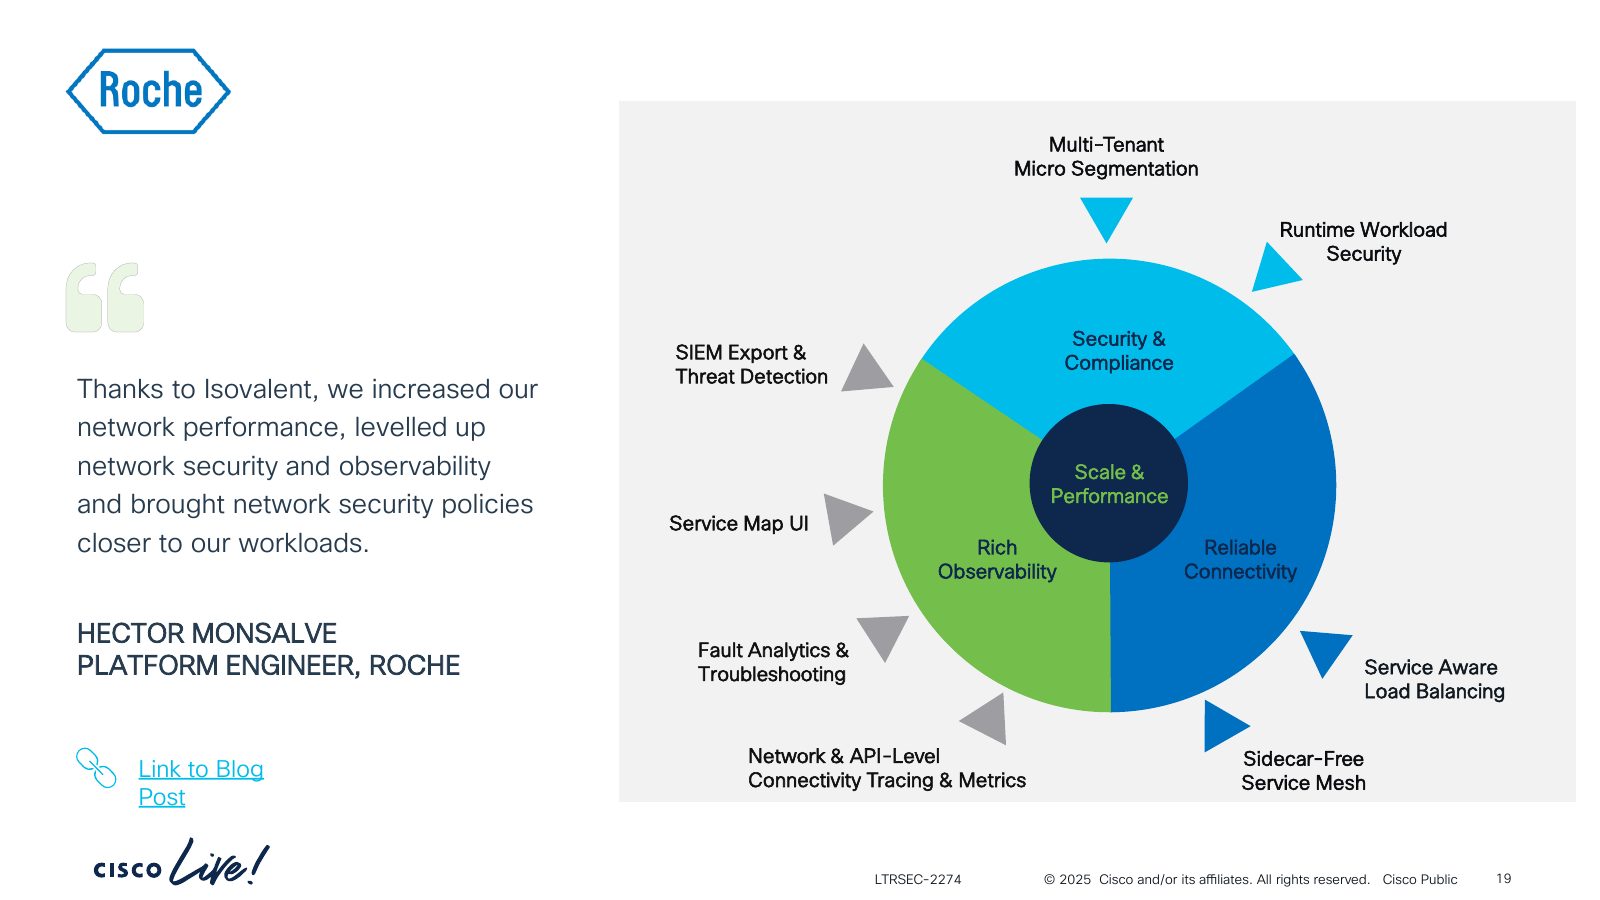 Roche
Thanks to Isovalent, we increased our
network performance, levelled up
network security and observability
and brought network security policies
closer to our workloads.
HECTOR MONSALVE
PLATFORM ENGINEER, ROCHE
Link to Blog
Post
Multi-Tenant
Micro Segmentation
Runtime Workload
Security
SIEM Export &
Threat Detection
Security &
Compliance
Scale &
Performance
Service Map UI
Rich
Observability
Reliable
Connectivity
Fault Analytics &
Troubleshooting
Service Aware
Load Balancing
Network & API-Level
Connectivity Tracing & Metrics
Sidecar-Free
Service Mesh
CISCO Live!
LTRSEC-2274
© 2025 Cisco and/or its affiliates. All rights reserved. Cisco Public
19